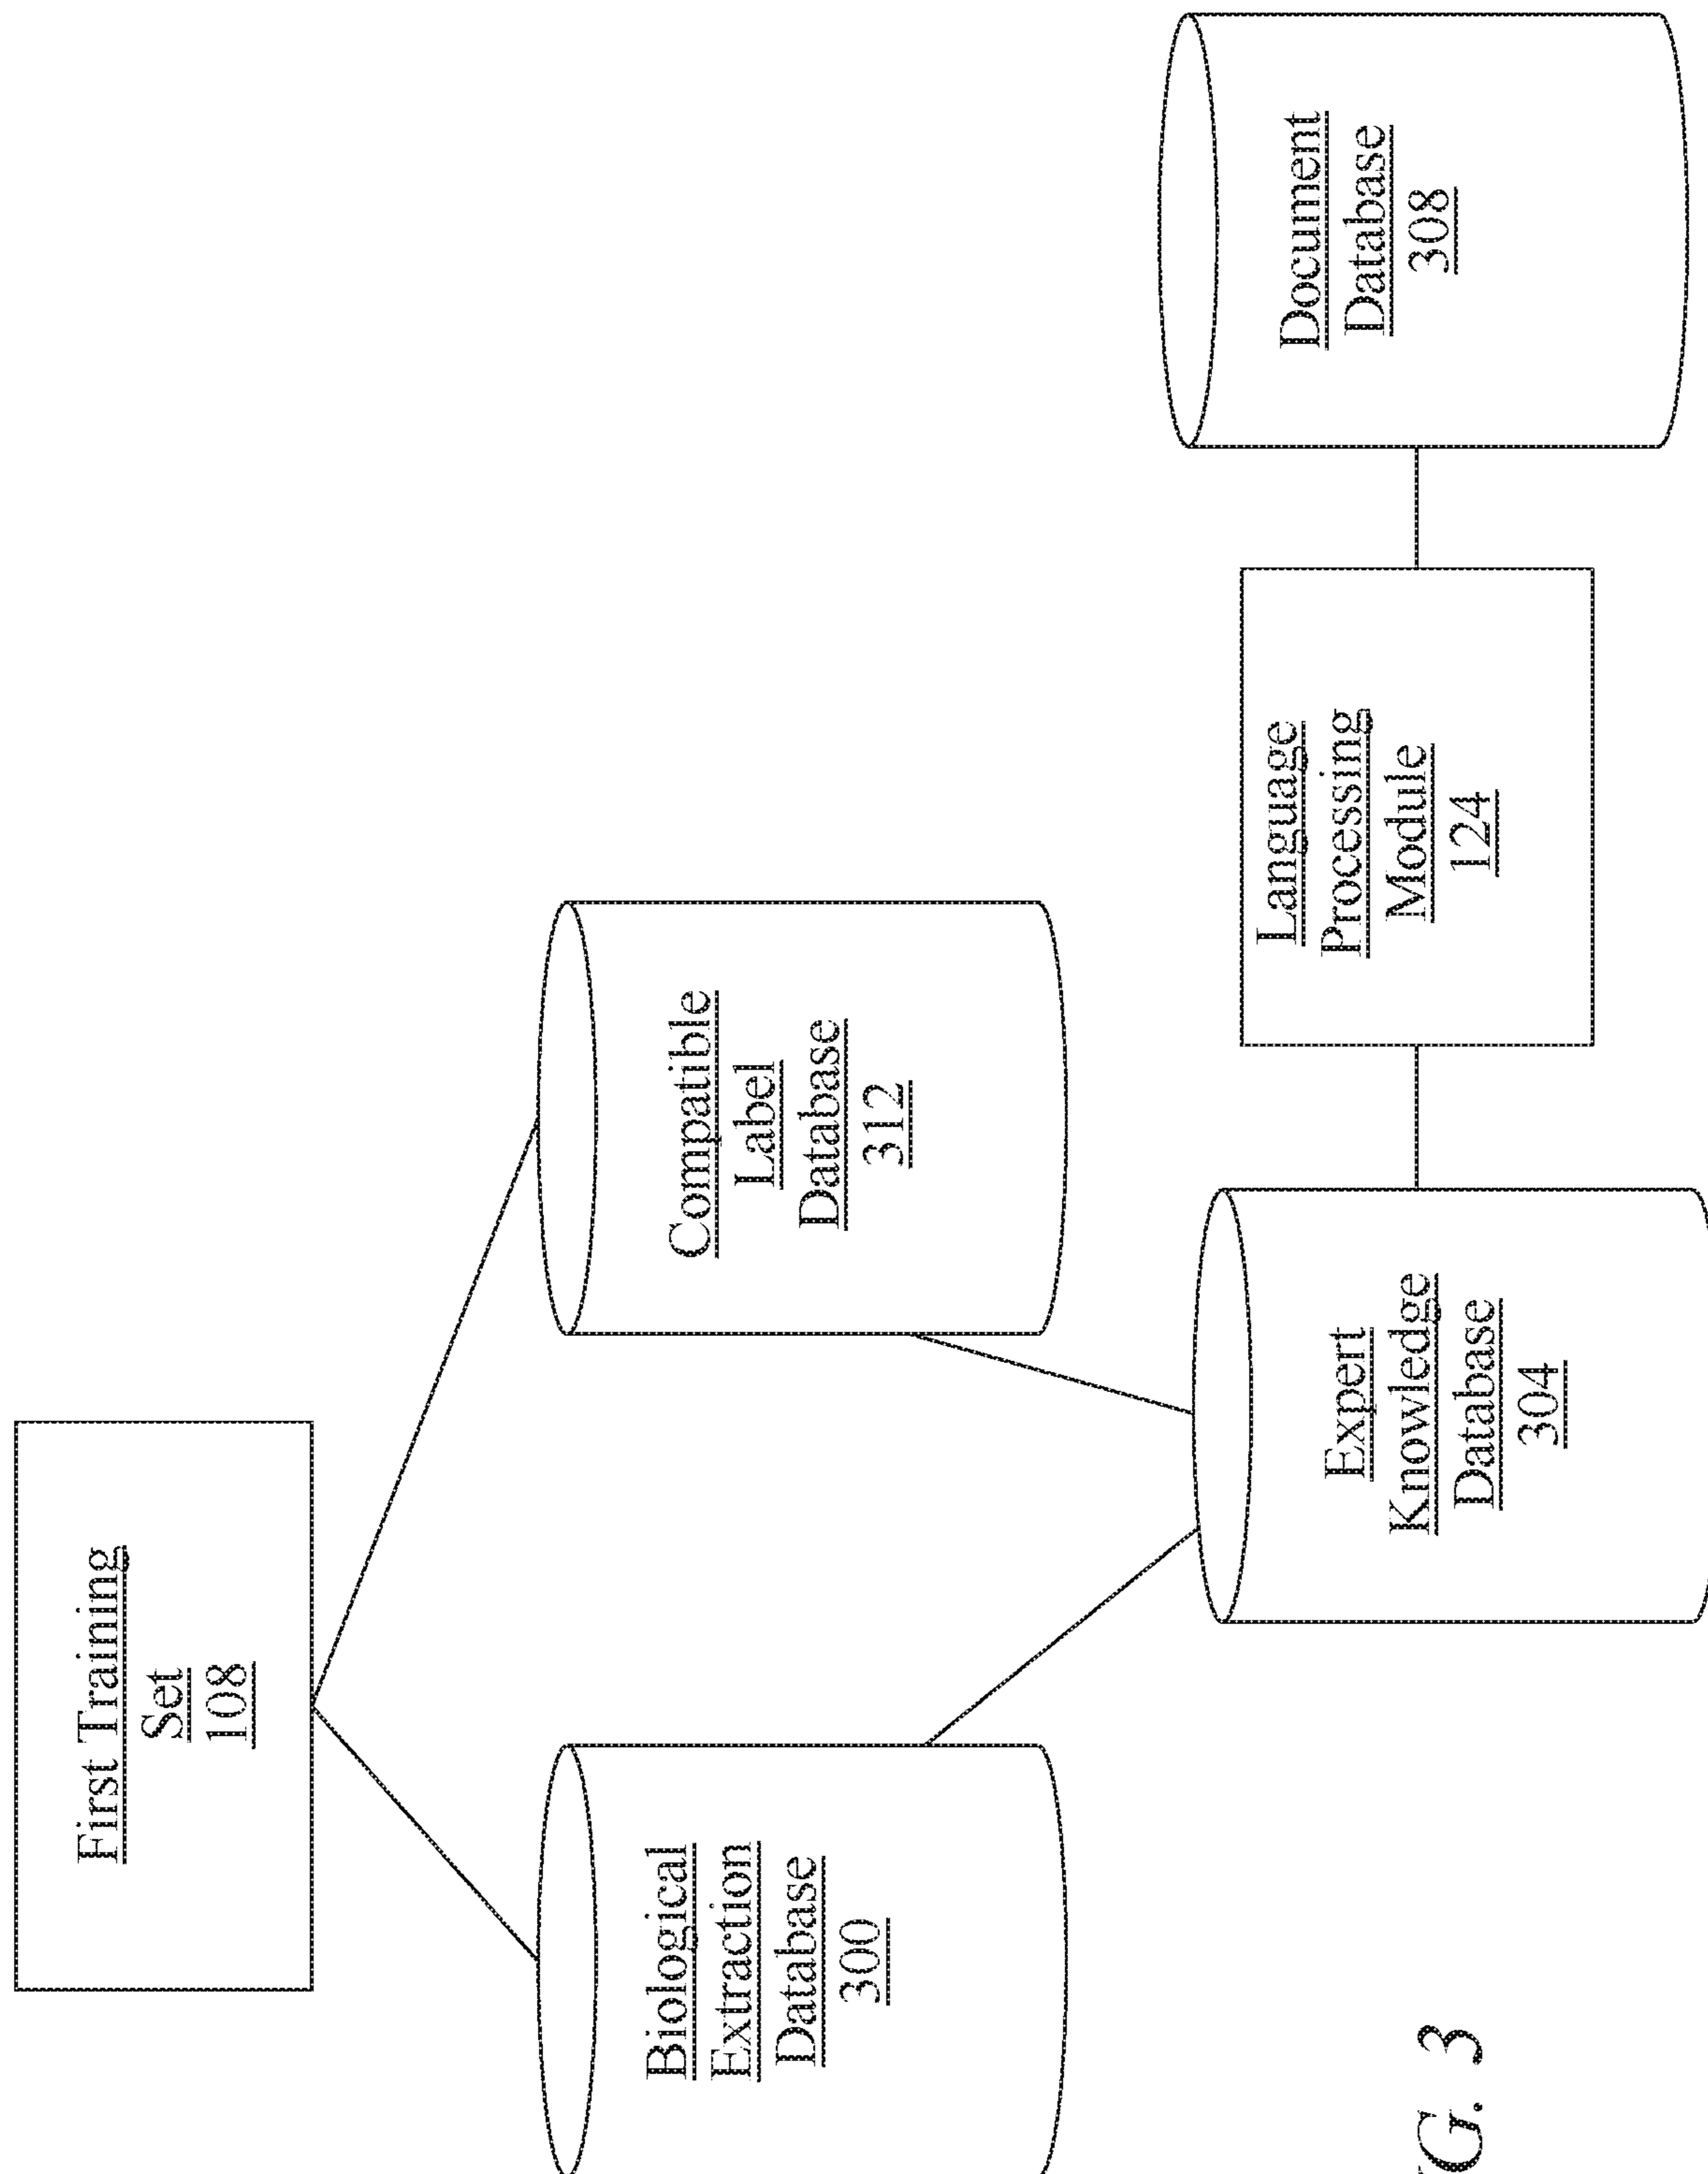 First Training
Set
108
Biological
Extraction
Database
300
Compatible
Label
Database
312
Expert
Knowledge
Database
304
Language
Processing
Module
124
Document
Database
308
G. 3